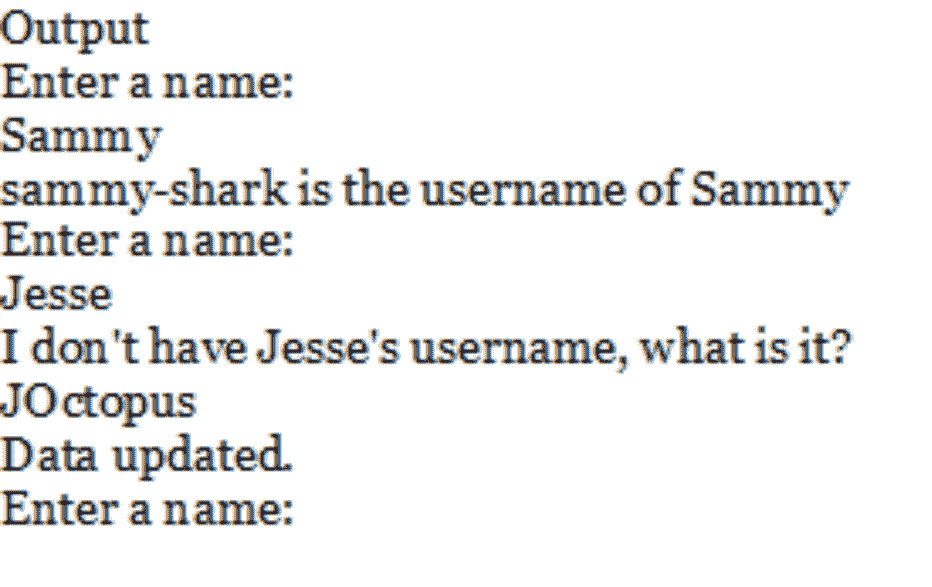 Output
Enter a name:
Sammy
sammy-shark is the username of Sammy
Enter a name:
Jesse
I don't have Jesse's username, what is it?
JOctopus
Data updated.
Enter a name: